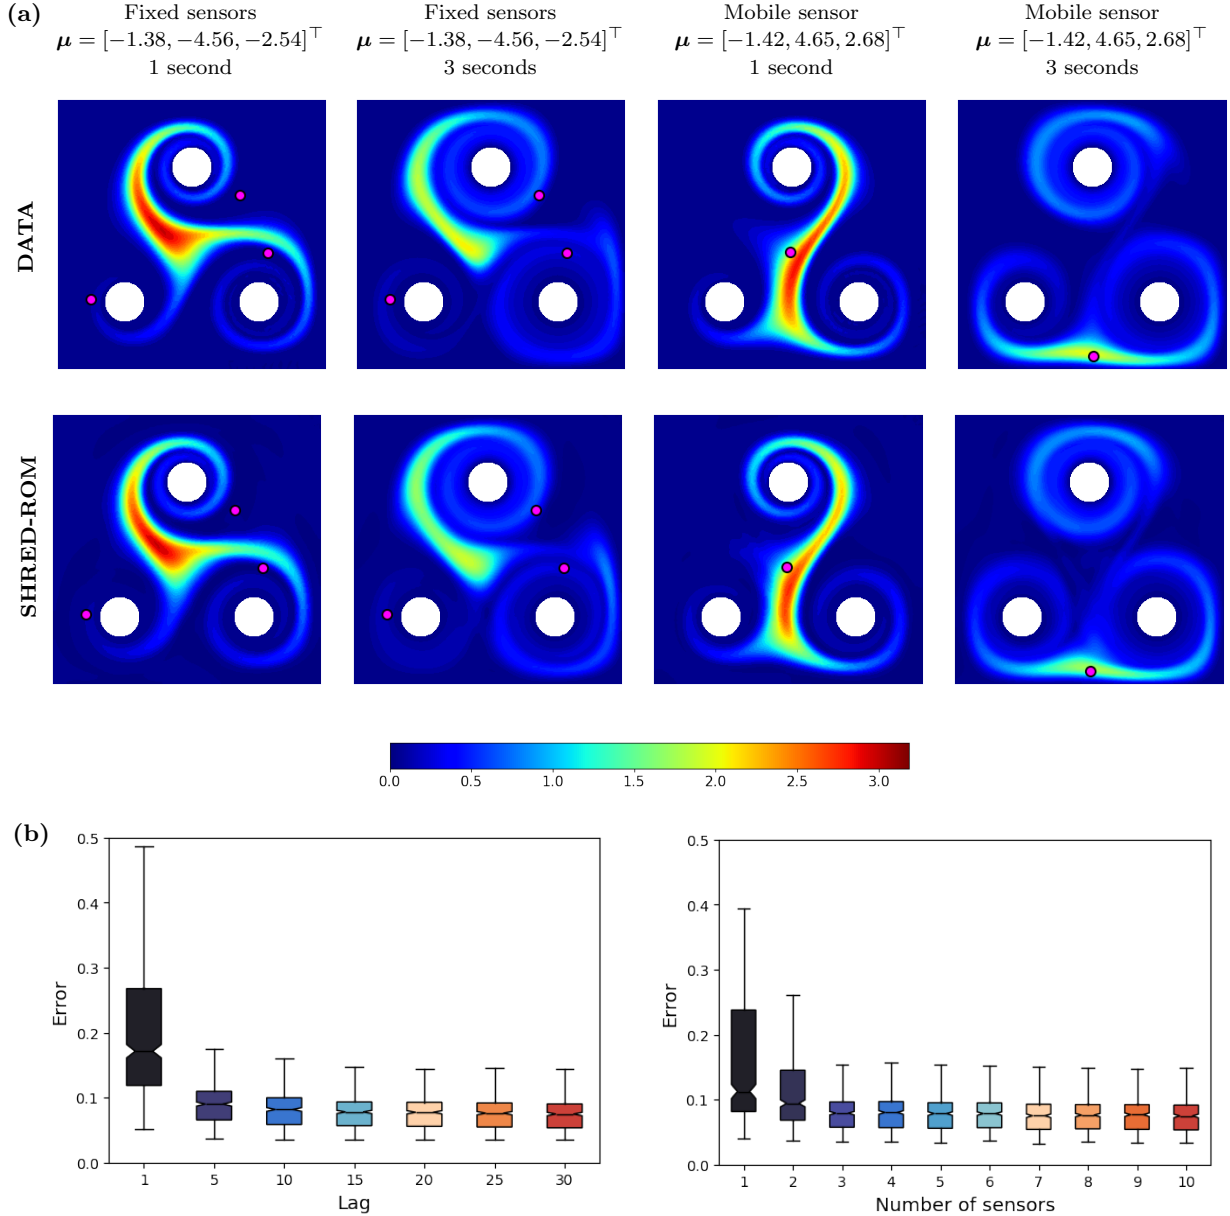 (a)
Fixed sensors
μ = [−1.38, −4.56, −2.54]⊤
1 second
Fixed sensors
μ = [−1.38, −4.56, −2.54]⊤
3 seconds
Mobile sensor
μ = [−1.42, 4.65, 2.68]⊤
1 second
Mobile sensor
μ = [−1.42, 4.65, 2.68]⊤
3 seconds
DATA
SHRED-ROM
0.0 0.5 1.0 1.5 2.0 2.5 3.0
(b)
0.5
0.4
0.3
0.2
0.1
0.0
Error
1 5 10 15 20 25 30
Lag
0.5
0.4
0.3
0.2
0.1
0.0
Error
1 2 3 4 5 6 7 8 9 10
Number of sensors